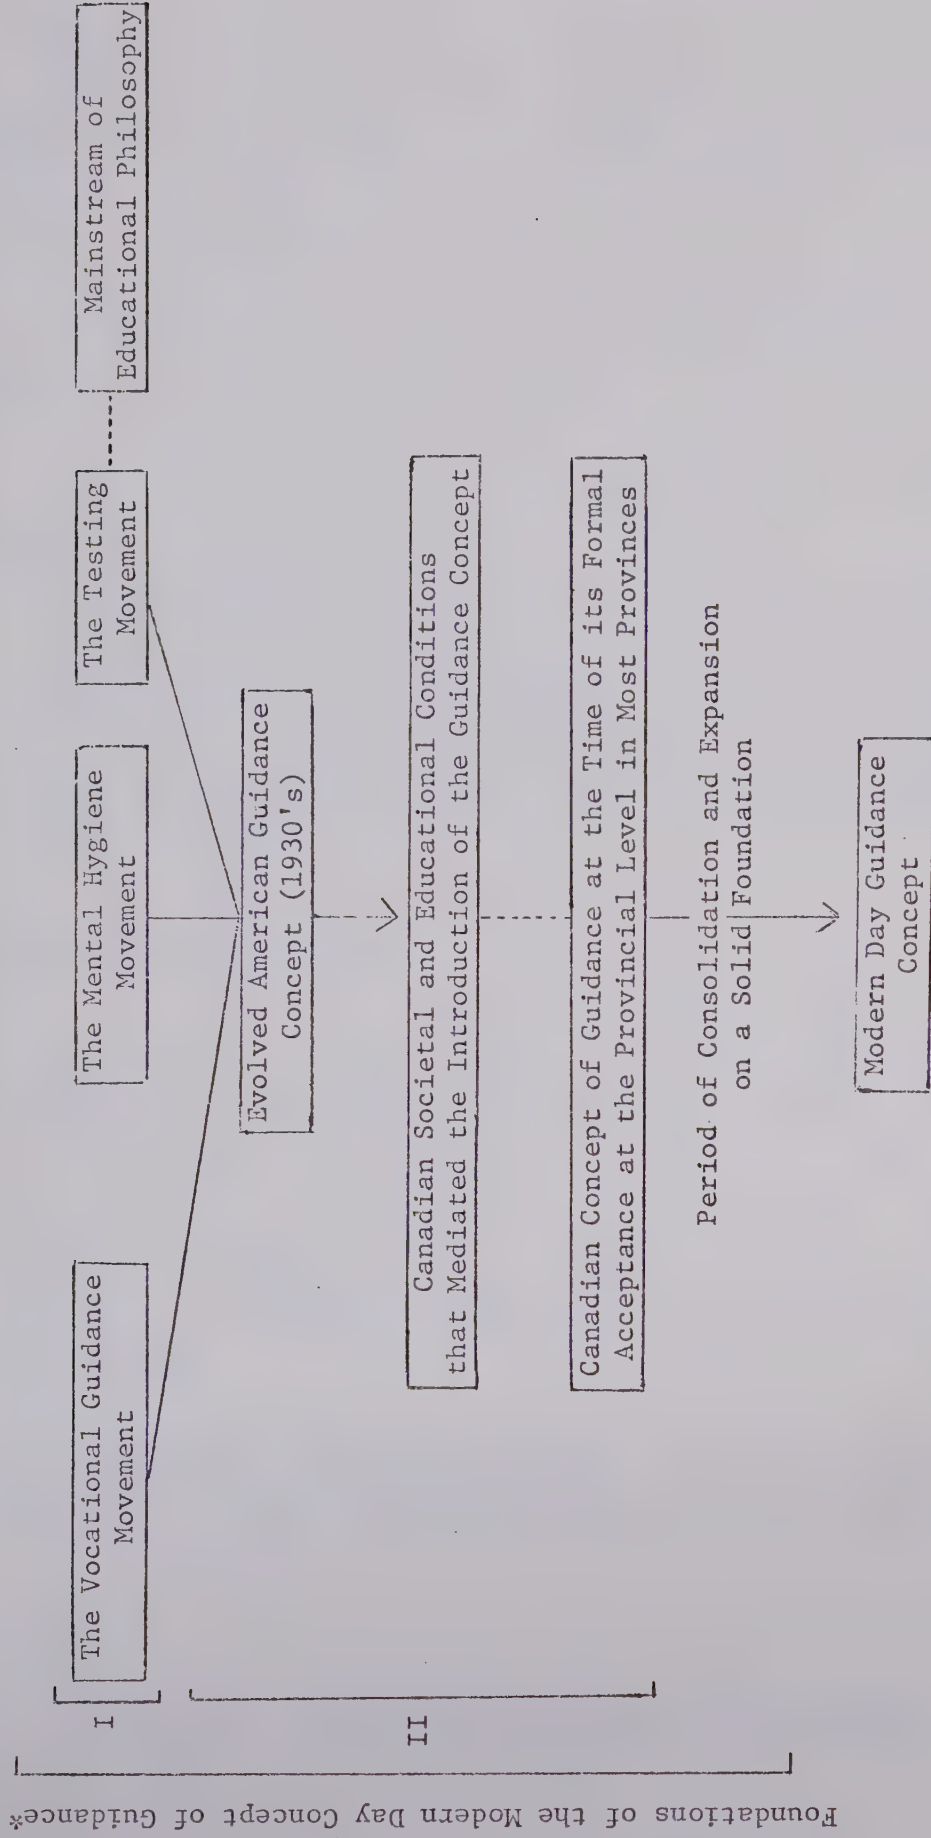 Foundations of the Modern Day Concept of Guidance*
I
II
The Vocational Guidance
Movement
The Mental Hygiene
Movement
The Testing
Movement
Mainstream of
Educational Philosophy
Evolved American Guidance
Concept (1930's)
Canadian Societal and Educational Conditions
that Mediated the Introduction of the Guidance Concept
Canadian Concept of Guidance at the Time of its Formal
Acceptance at the Provincial Level in Most Provinces
Period of Consolidation and Expansion
on a Solid Foundation
Modern Day Guidance
Concept